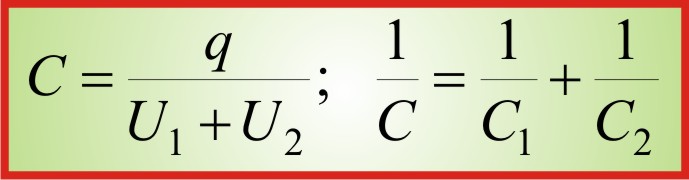 C = q / (U₁ + U₂); 1/C = 1/C₁ + 1/C₂